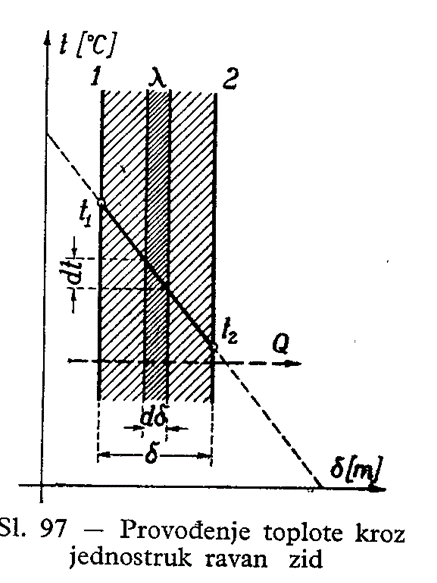 t [°C]
1 λ 2
t₁
dt
t₂
Q
dδ
δ
δ[m]
Sl. 97 — Provođenje toplote kroz
jednostruk ravan zid